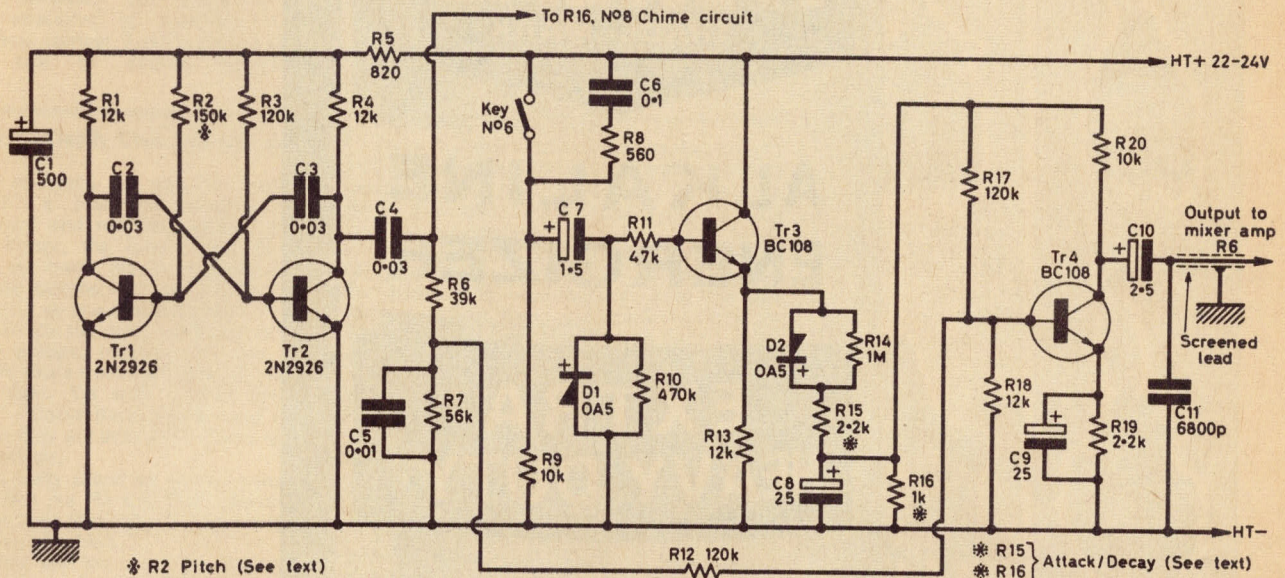 To R16, Nº8 Chime circuit
R5
820
HT+ 22-24V
R1
12k
R2
150k
※
R3
120k
R4
12k
+
C1
500
C2
0·03
C3
0·03
C4
0·03
Tr1
2N2926
Tr2
2N2926
R6
39k
C5
0·01
R7
56k
Key
Nº6
C6
0·1
R8
560
+
C7
1·5
R11
47k
Tr3
BC108
D1
OA5
+
R10
470k
R9
10k
D2
OA5
+
R14
1M
R13
12k
R15
2·2k
※
+
C8
25
R16
1k
※
R17
120k
R20
10k
Tr4
BC108
+
C10
2·5
Output to
mixer amp
R6
Screened
lead
R18
12k
+
C9
25
R19
2·2k
C11
6800p
HT-
R12 120k
※ R2 Pitch (See text)
※ R15
※ R16
Attack/Decay (See text)